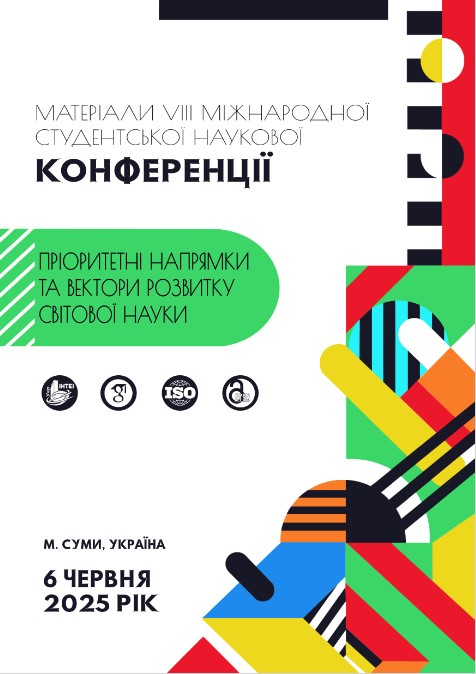 МАТЕРІАЛИ VIII МІЖНАРОДНОЇ
СТУДЕНТСЬКОЇ НАУКОВОЇ
КОНФЕРЕНЦІЇ
ПРІОРИТЕТНІ НАПРЯМКИ
ТА ВЕКТОРИ РОЗВИТКУ
СВІТОВОЇ НАУКИ
INTEI
g
ISO
a
М. СУМИ, УКРАЇНА
6 ЧЕРВНЯ
2025 РІК